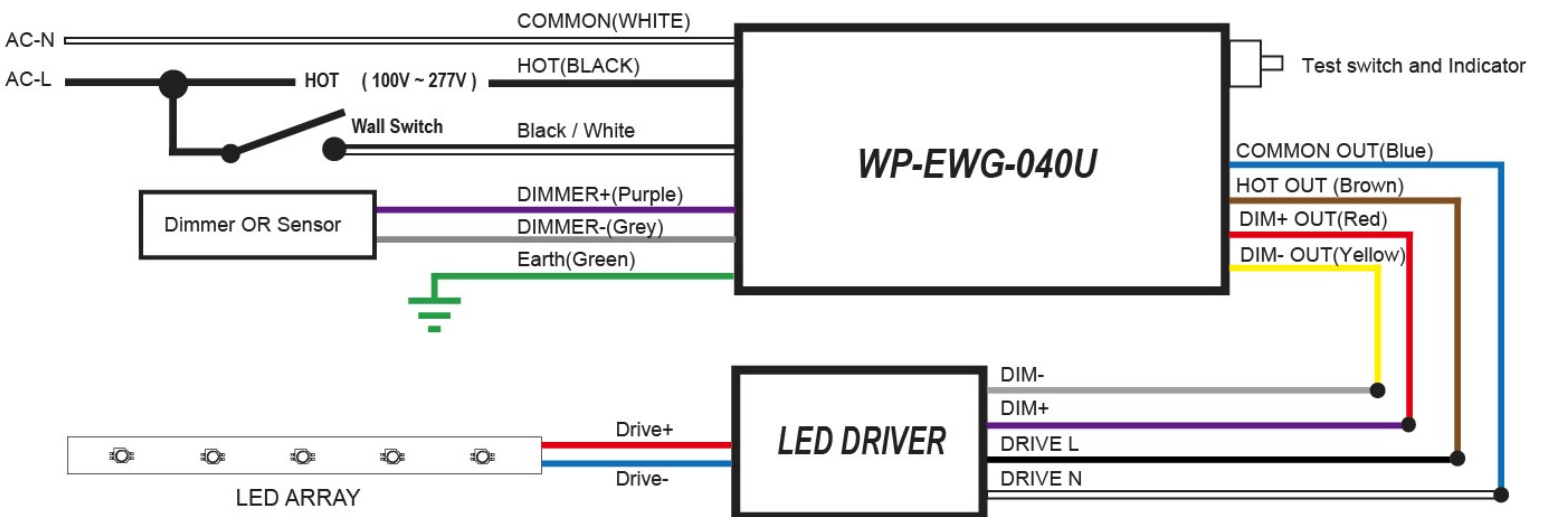 COMMON(WHITE)
AC-N
HOT(BLACK)
AC-L
HOT ( 100V ~ 277V )
Test switch and Indicator
Wall Switch
Black / White
WP-EWG-040U
COMMON OUT(Blue)
HOT OUT (Brown)
DIMMER+(Purple)
Dimmer OR Sensor
DIMMER-(Grey)
DIM+ OUT(Red)
Earth(Green)
DIM- OUT(Yellow)
DIM-
DIM+
Drive+
LED DRIVER
DRIVE L
Drive-
DRIVE N
LED ARRAY